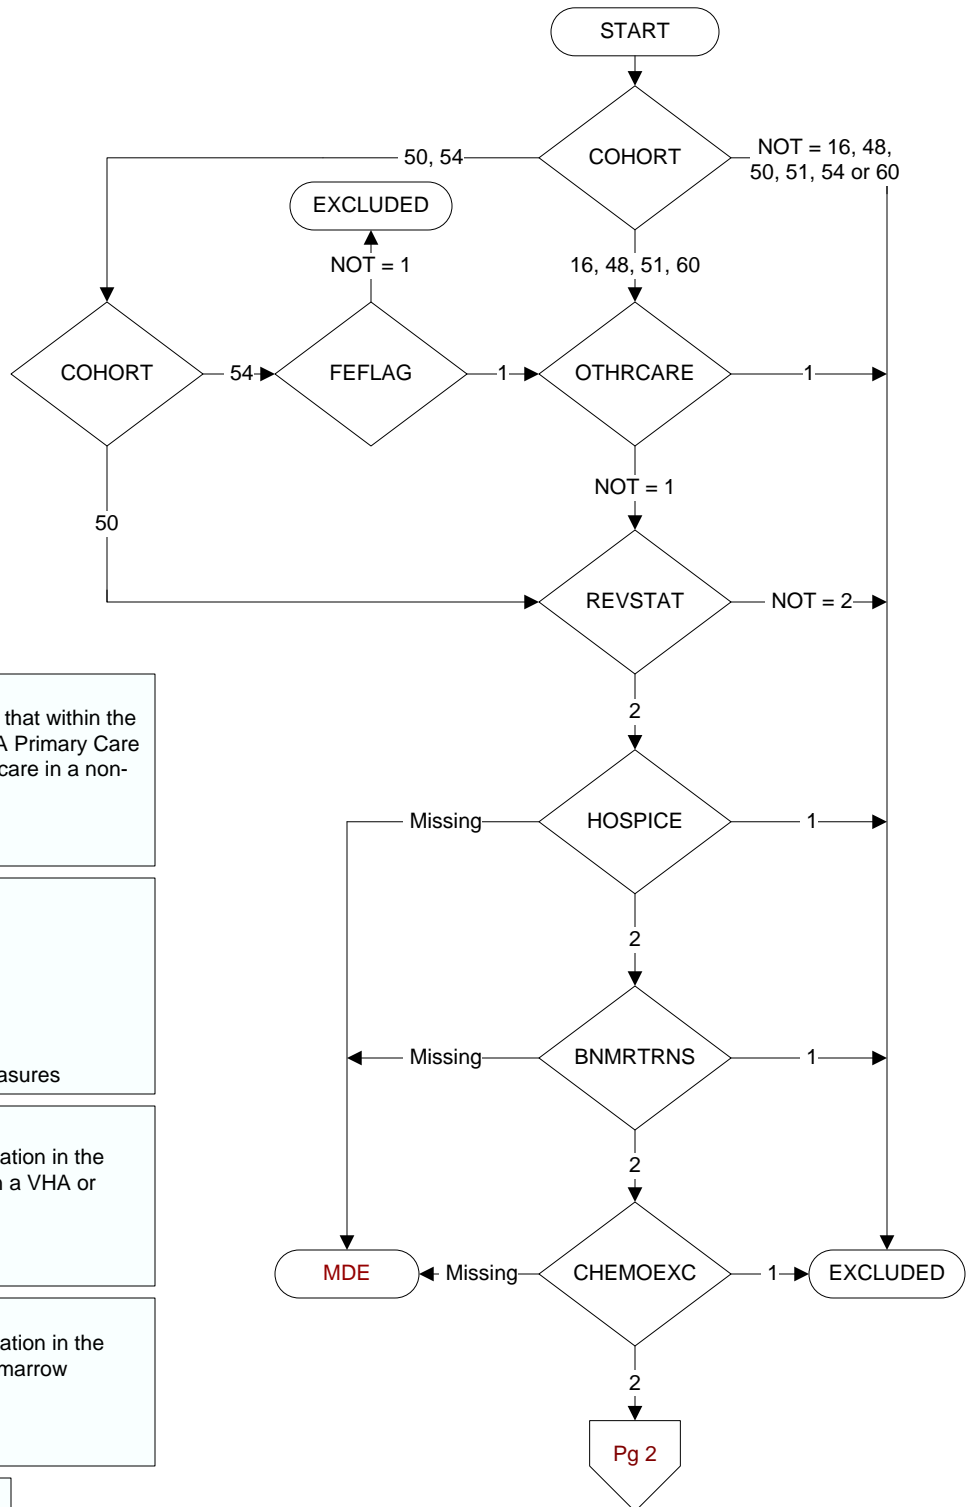 START
COHORT
50, 54
NOT = 16, 48,
50, 51, 54 or 60
EXCLUDED
NOT = 1
16, 48, 51, 60
COHORT
54
FEFLAG
1
OTHRCARE
1
NOT = 1
50
REVSTAT
NOT = 2
2
that within the
A Primary Care
care in a non-
Missing
HOSPICE
1
2
asures
Missing
BNMRTRNS
1
2
ation in the
n a VHA or
MDE
Missing
CHEMOEXC
1
EXCLUDED
ation in the
marrow
2
Pg 2